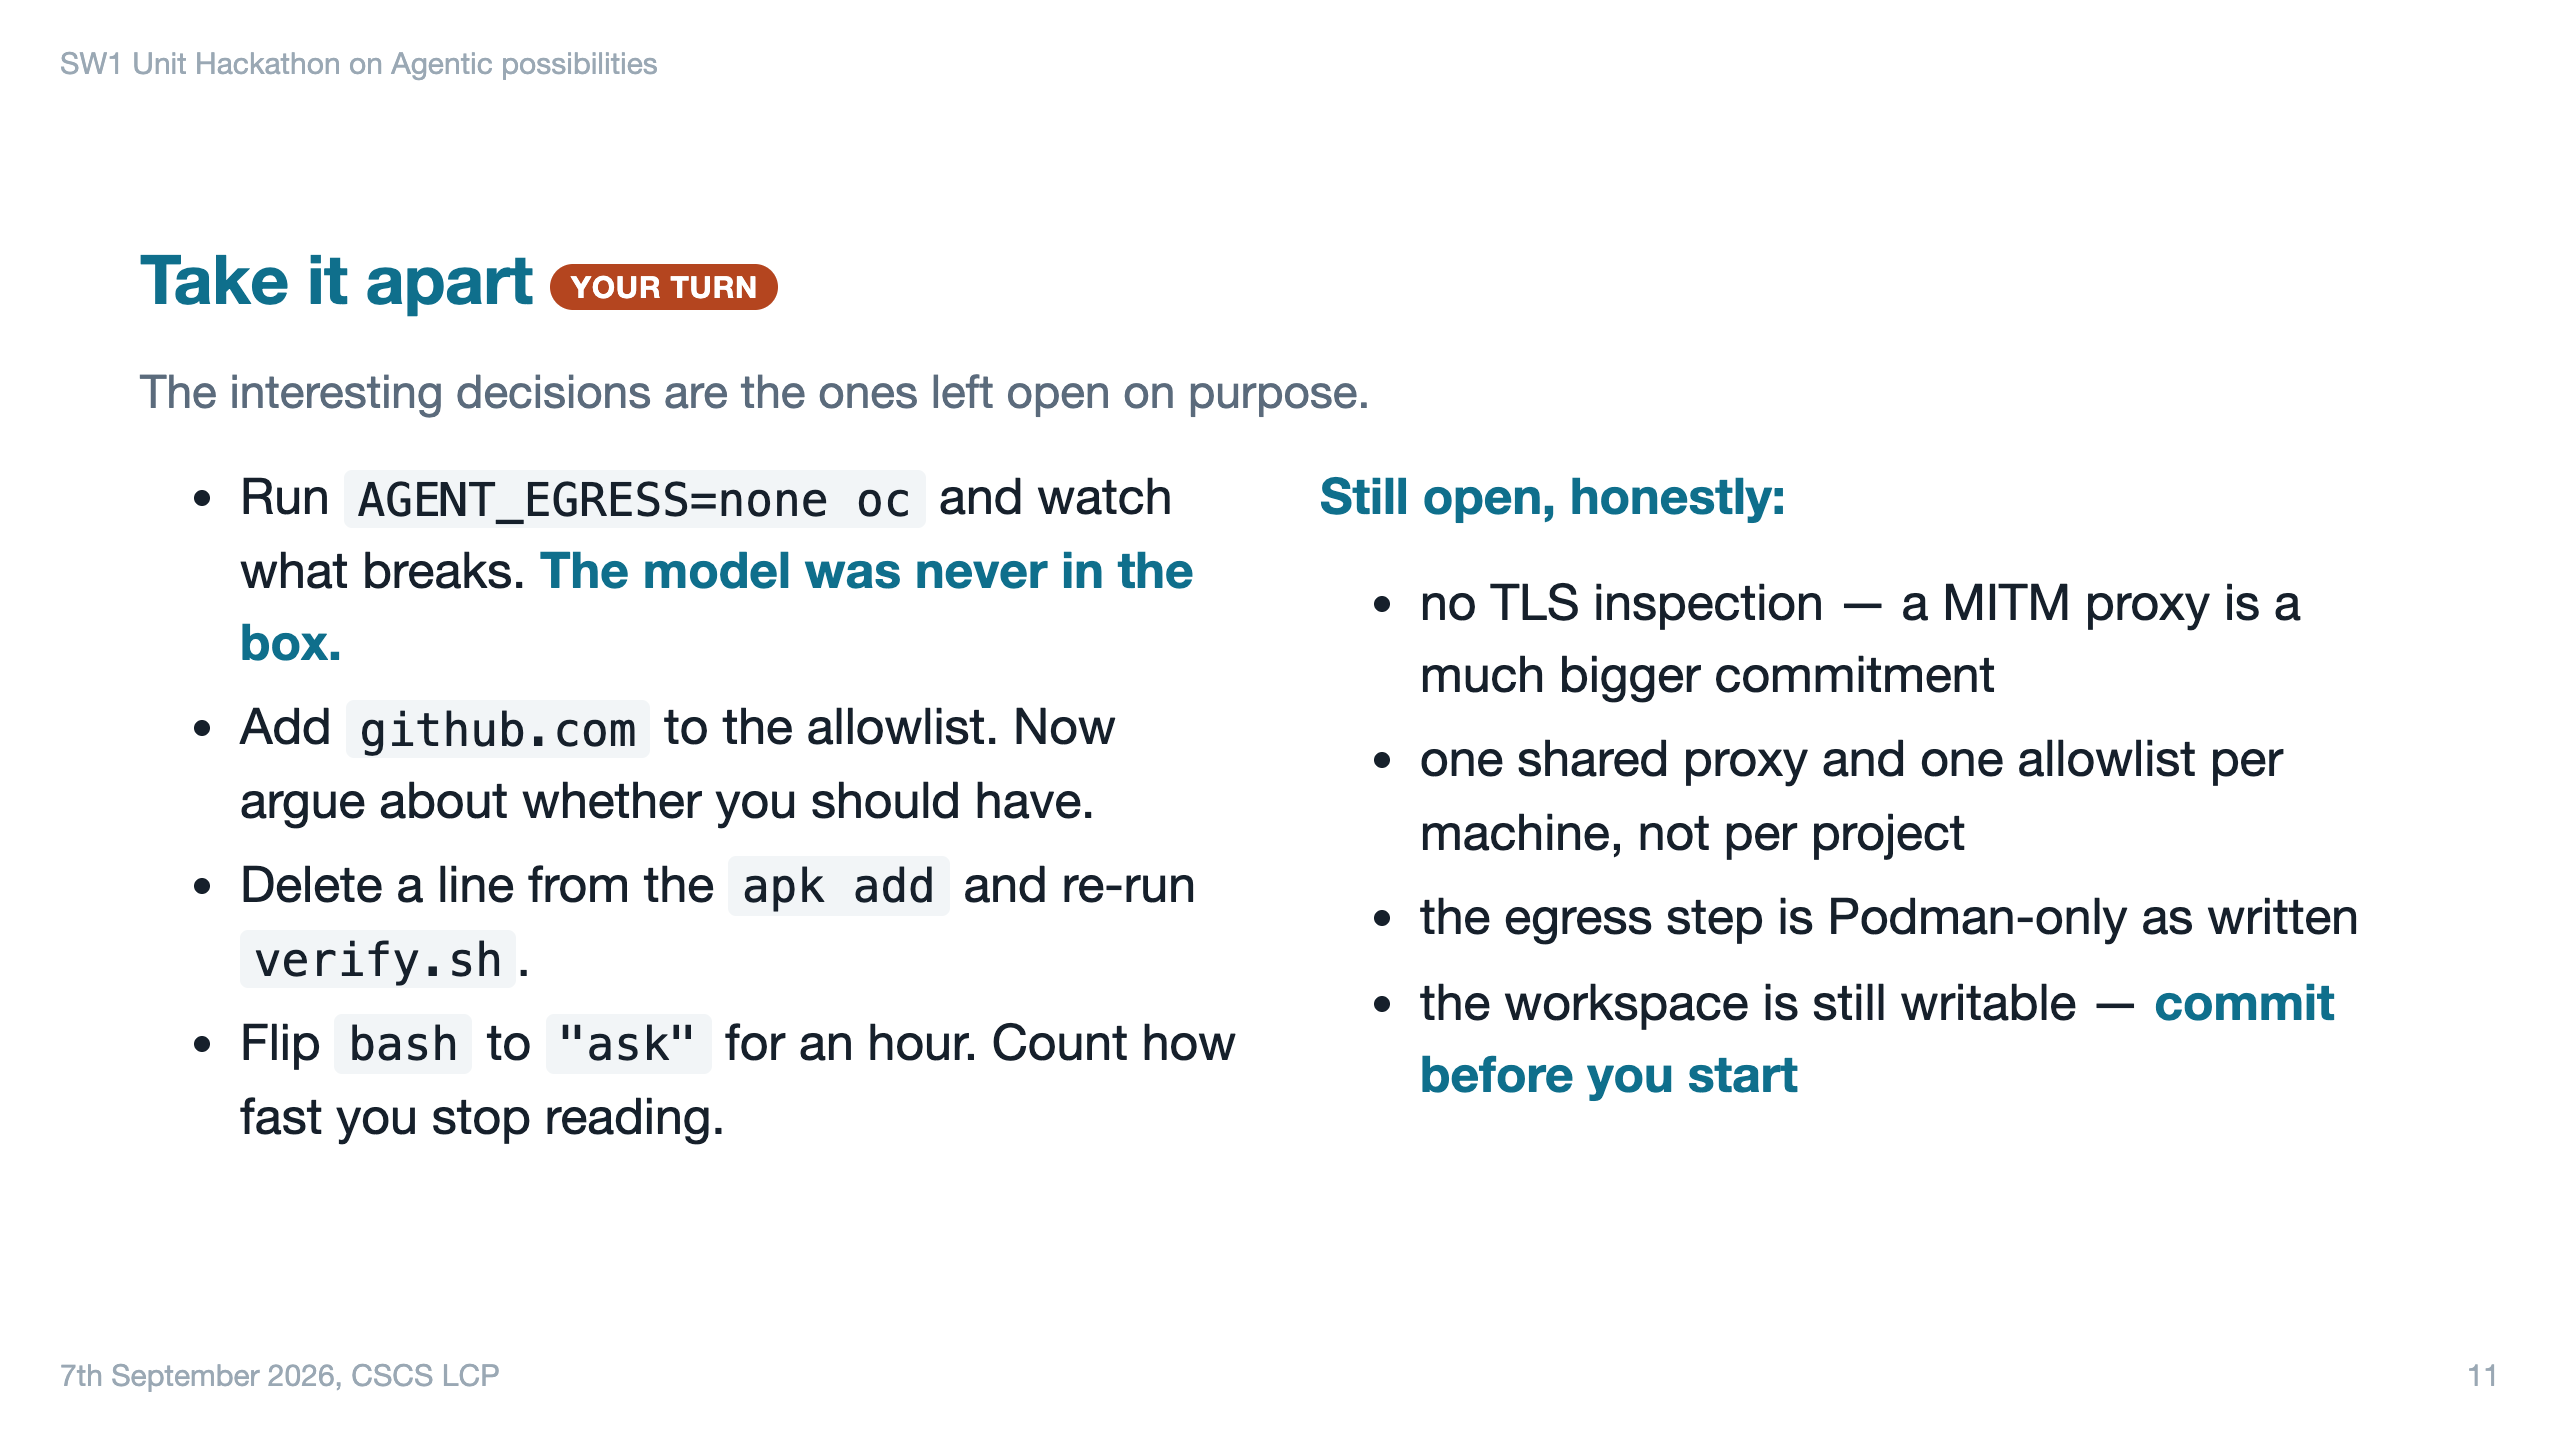 SW1 Unit Hackathon on Agentic possibilities
Take it apart YOUR TURN
The interesting decisions are the ones left open on purpose.
• Run AGENT_EGRESS=none oc and watch
what breaks. The model was never in the
box.
• Add github.com to the allowlist. Now
argue about whether you should have.
• Delete a line from the apk add and re-run
verify.sh.
• Flip bash to "ask" for an hour. Count how
fast you stop reading.
Still open, honestly:
• no TLS inspection — a MITM proxy is a
much bigger commitment
• one shared proxy and one allowlist per
machine, not per project
• the egress step is Podman-only as written
• the workspace is still writable — commit
before you start
7th September 2026, CSCS LCP
11